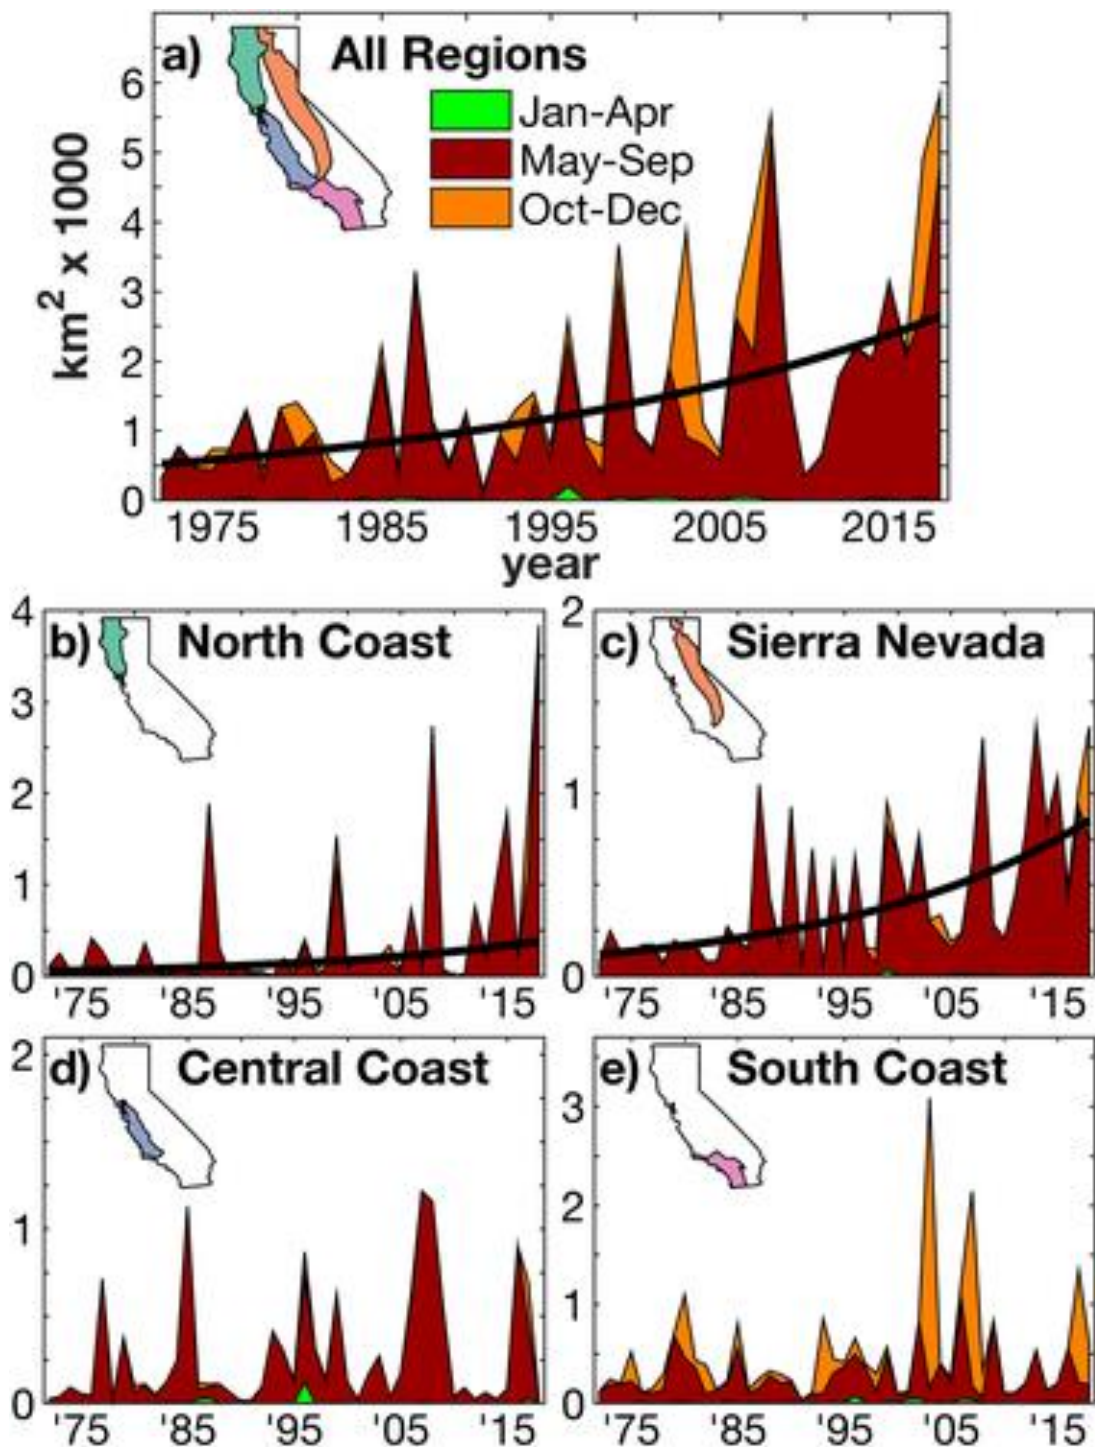 a) All Regions
Jan-Apr
May-Sep
Oct-Dec
km² x 1000
6
5
4
3
2
1
0
1975 1985 1995 2005 2015
year
b) North Coast
4
3
2
1
0
'75 '85 '95 '05 '15
c) Sierra Nevada
2
1
0
'75 '85 '95 '05 '15
d) Central Coast
2
1
0
'75 '85 '95 '05 '15
e) South Coast
3
2
1
0
'75 '85 '95 '05 '15